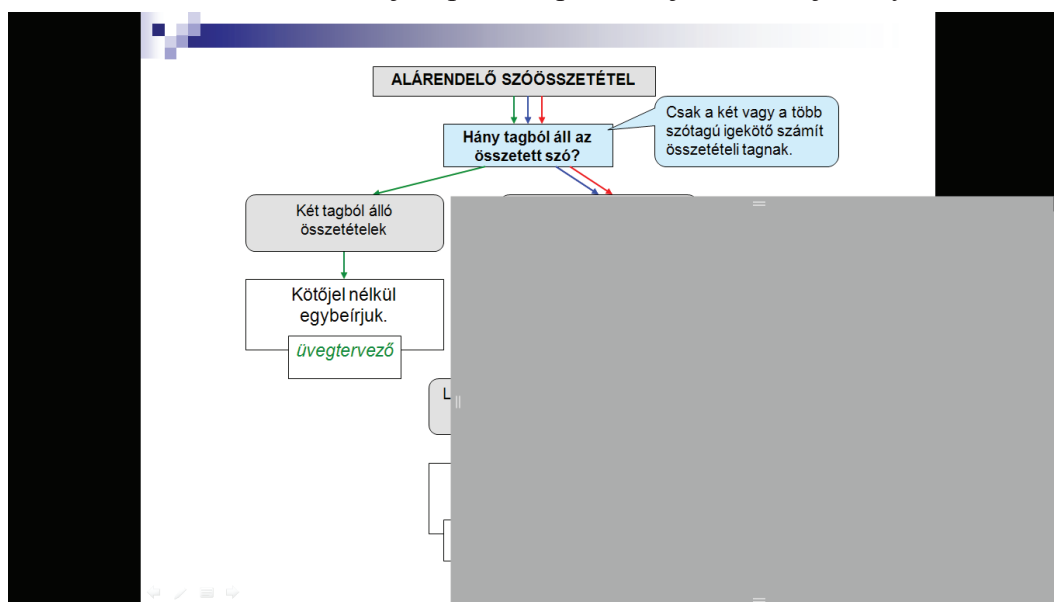 ALÁRENDELŐ SZÓÖSSZETÉTEL
Csak a két vagy a több
szótagú igekötő számít
összetételi tagnak.
Hány tagból áll az
összetett szó?
Két tagból álló
összetételek
Kötőjel nélkül
egybeírjuk.
üvegtervező
L